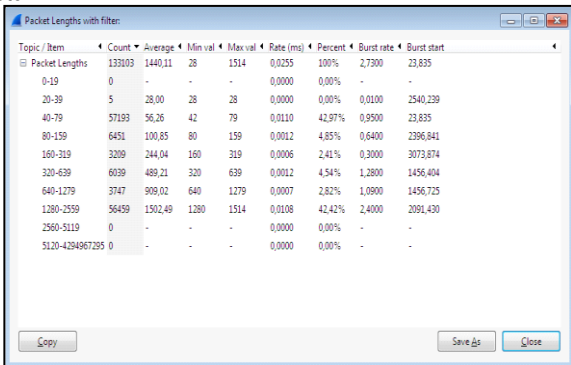 Packet Lengths with filter:
Topic / Item Count Average Min val Max val Rate (ms) Percent Burst rate Burst start
Packet Lengths 133103 1440,11 28 1514 0,0255 100% 2,7300 23,835
0-19 0 - - - 0,0000 0,00% - -
20-39 5 28,00 28 28 0,0000 0,00% 0,0100 2540,239
40-79 57193 56,26 42 79 0,0110 42,97% 0,9500 23,835
80-159 6451 100,85 80 159 0,0012 4,85% 0,6400 2396,841
160-319 3209 244,04 160 319 0,0006 2,41% 0,3000 3073,874
320-639 6039 489,21 320 639 0,0012 4,54% 1,2800 1456,404
640-1279 3747 909,02 640 1279 0,0007 2,82% 1,0900 1456,725
1280-2559 56459 1502,49 1280 1514 0,0108 42,42% 2,4000 2091,430
2560-5119 0 - - - 0,0000 0,00% - -
5120-4294967295 0 - - - 0,0000 0,00% - -
Copy Save As Close